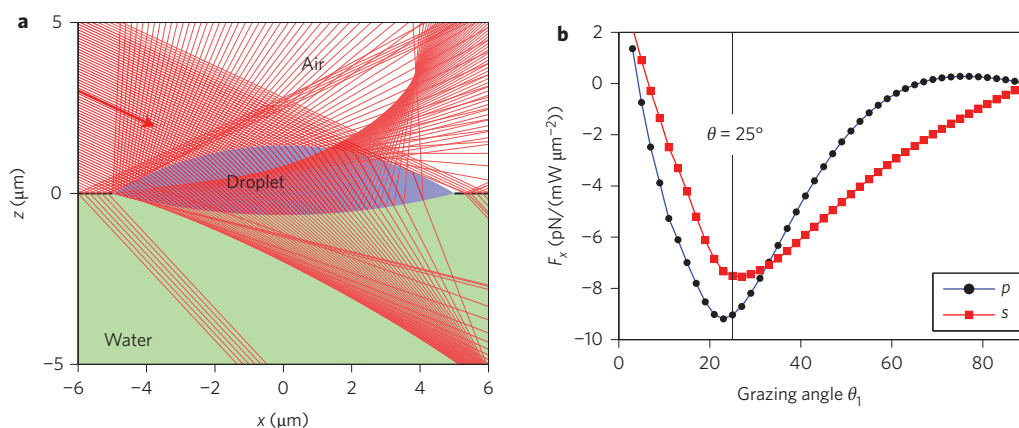 a
5
0
−5
z (μm)
Air
Droplet
Water
−6
−4
−2
0
2
4
6
x (μm)
b
2
0
−2
−4
−6
−8
−10
F_x (pN/(mW μm⁻²)
θ = 25°
p
s
0
20
40
60
80
Grazing angle θ₁